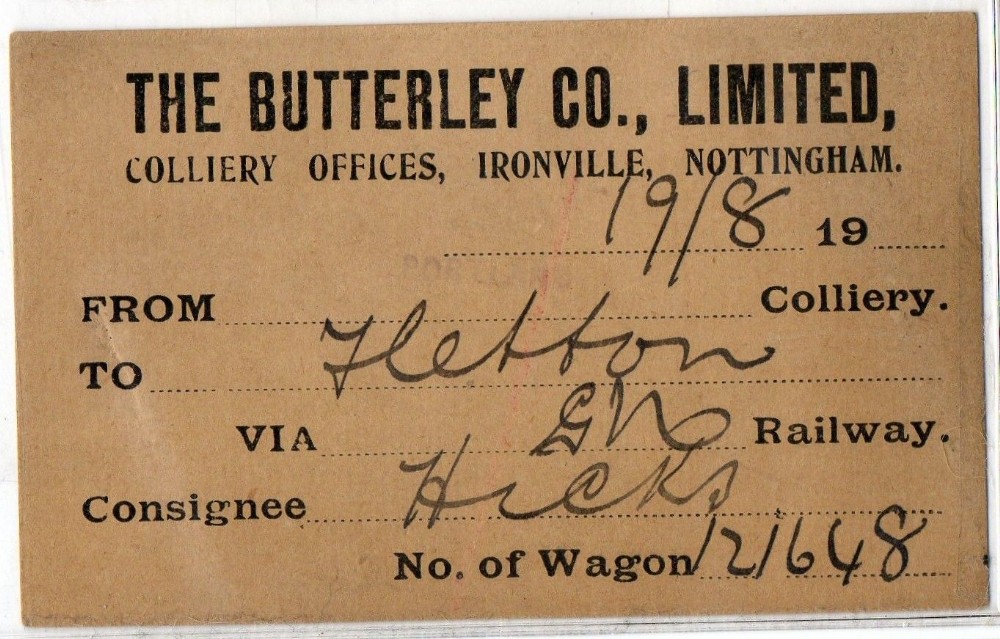 THE BUTTERLEY CO., LIMITED,
COLLIERY OFFICES, IRONVILLE, NOTTINGHAM.
19/8 19
FROM Colliery.
TO Fletton
VIA GN Railway.
Consignee Hicks
No. of Wagon 121648